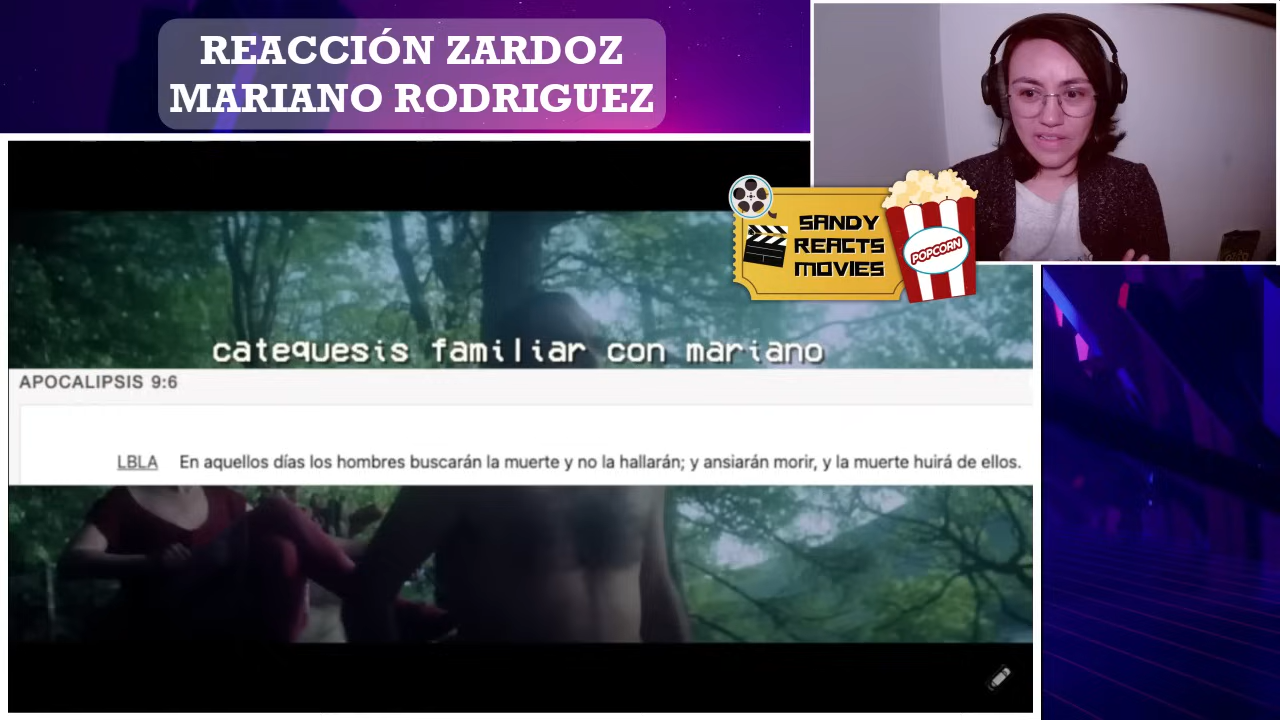 REACCIÓN ZARDOZ
MARIANO RODRIGUEZ
SANDY
REACTS
MOVIES
POPCORN
catequesis familiar con mariano
APOCALIPSIS 9:6
LBLA En aquellos días los hombres buscarán la muerte y no la hallarán; y ansiarán morir, y la muerte huirá de ellos.